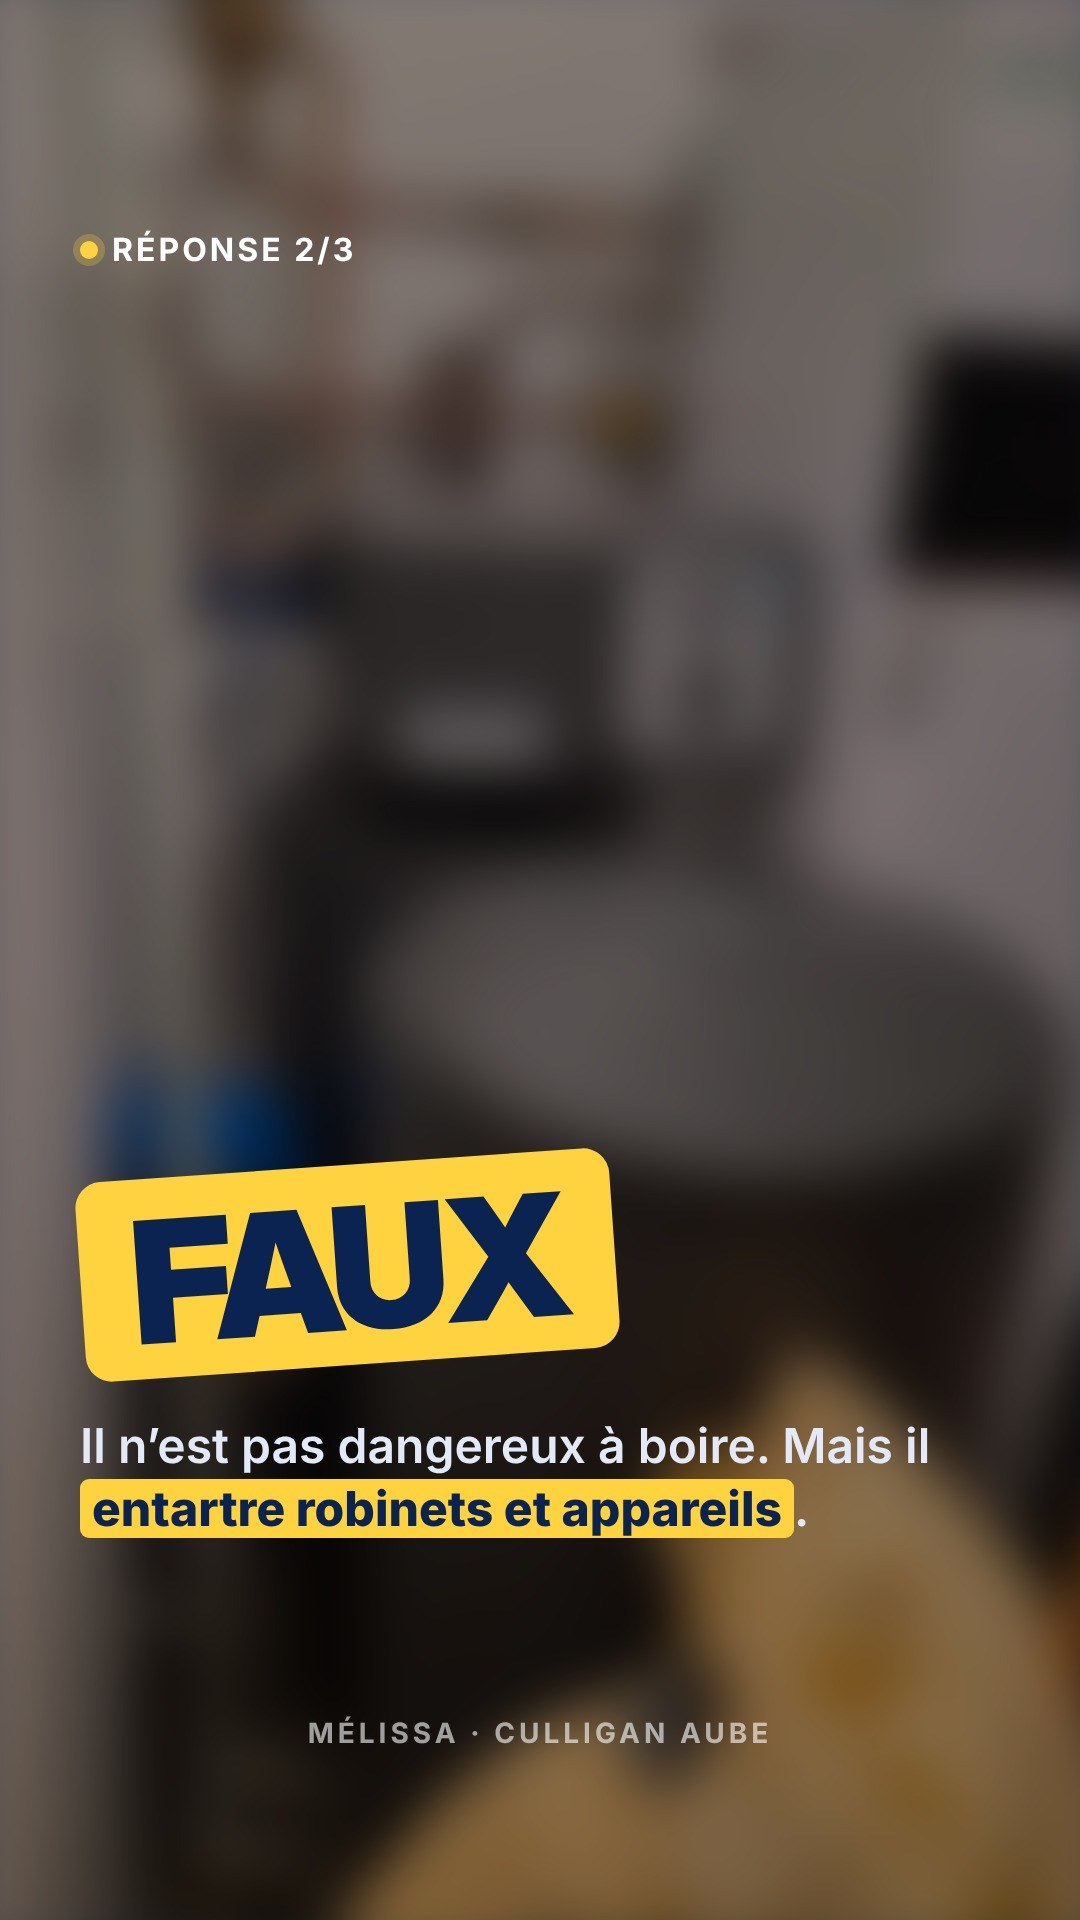 RÉPONSE 2/3
FAUX
Il n’est pas dangereux à boire. Mais il
entartre robinets et appareils.
MÉLISSA · CULLIGAN AUBE